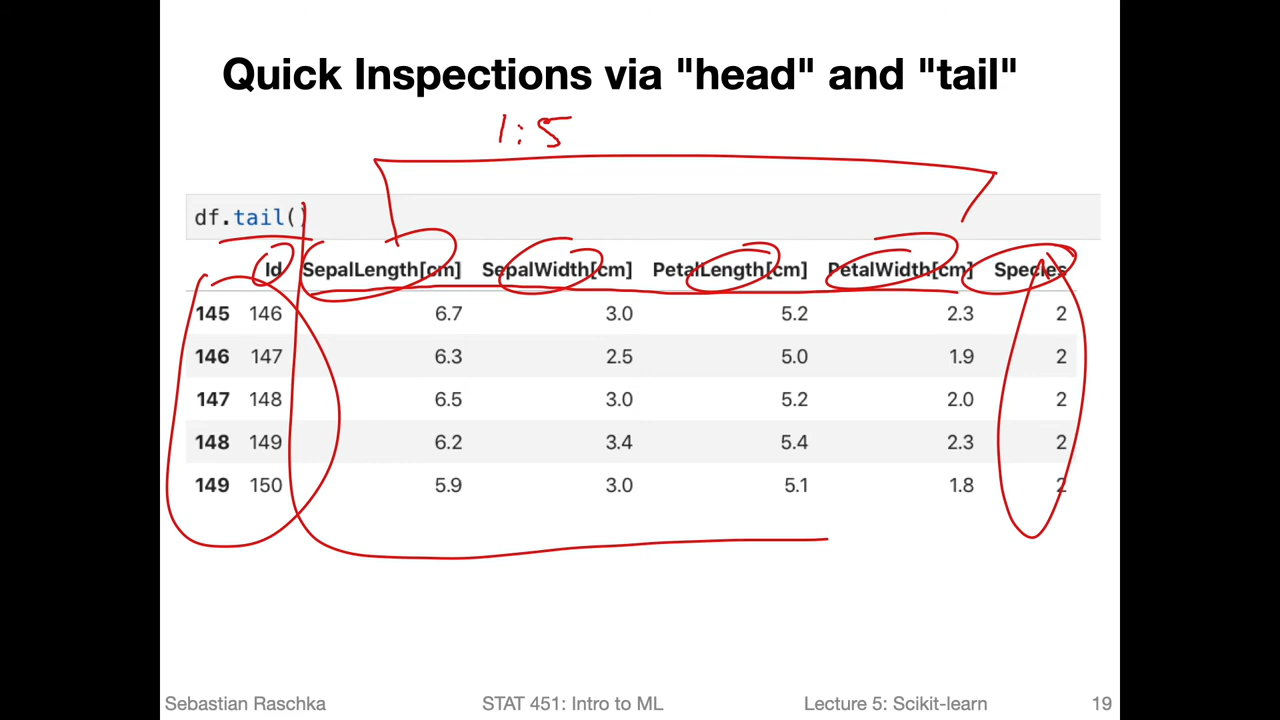 Quick Inspections via "head" and "tail"
1:5
df.tail()
Id SepalLength[cm] SepalWidth[cm] PetalLength[cm] PetalWidth[cm] Species
145 146 6.7 3.0 5.2 2.3 2
146 147 6.3 2.5 5.0 1.9 2
147 148 6.5 3.0 5.2 2.0 2
148 149 6.2 3.4 5.4 2.3 2
149 150 5.9 3.0 5.1 1.8 2
Sebastian Raschka STAT 451: Intro to ML Lecture 5: Scikit-learn 19